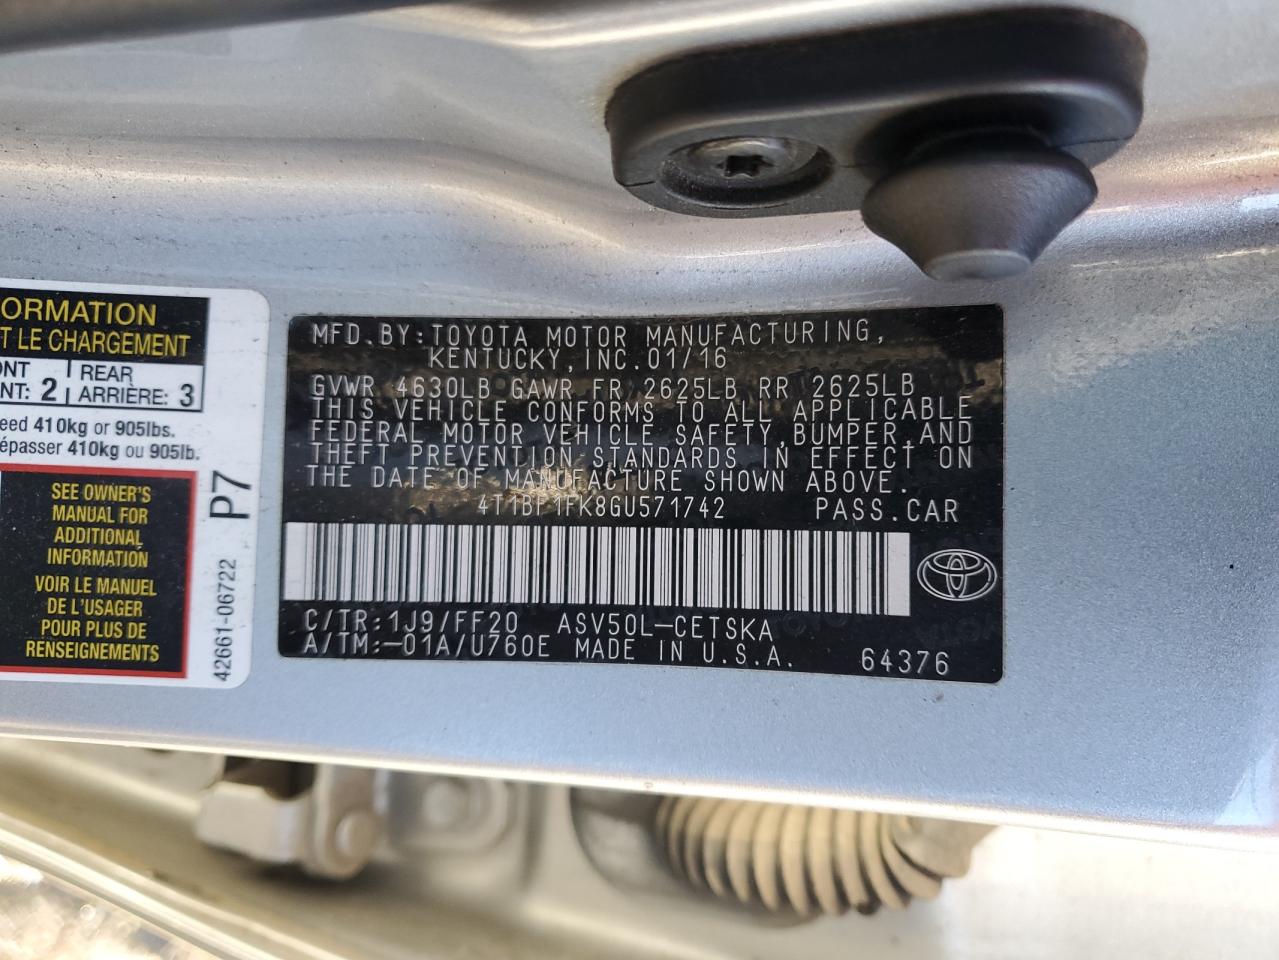 ORMATION
T LE CHARGEMENT
NT
NT: 2
REAR
ARRIÈRE: 3
eed 410kg or 905lbs.
épasser 410kg ou 905lb.
SEE OWNER'S
MANUAL FOR
ADDITIONAL
INFORMATION
VOIR LE MANUEL
DE L'USAGER
POUR PLUS DE
RENSEIGNEMENTS
P7
42661-06722
MFD.BY:TOYOTA MOTOR MANUFACTURING,
KENTUCKY,INC.01/16
GVWR 4630LB GAWR FR 2625LB RR 2625LB
THIS VEHICLE CONFORMS TO ALL APPLICABLE
FEDERAL MOTOR VEHICLE SAFETY,BUMPER,AND
THEFT PREVENTION STANDARDS IN EFFECT ON
THE DATE OF MANUFACTURE SHOWN ABOVE.
4T1BF1FK8GU571742 PASS.CAR
C/TR:1J9/FF20 ASV50L-CETSKA
A/TM:-01A/U760E MADE IN U.S.A. 64376